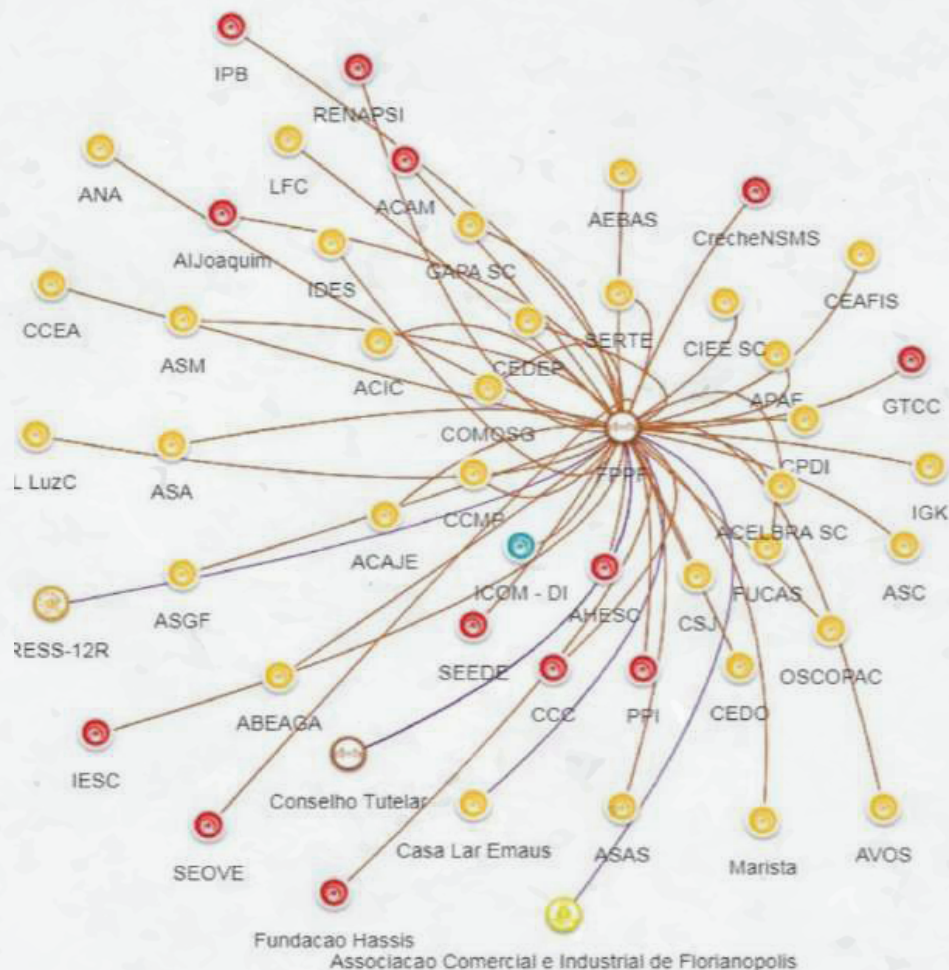 IPB
RENAPSI
LFC
ANA
ACAM
AEBAS
CrecheNSMS
AIJoaquim
GAPA SC
IDES
CEAFIS
CCEA
SERTE
CIEE SC
ASM
CEDEP
ACIC
APAF
GTCC
COMOSG
FPPF
CPDI
L LuzC
ASA
IGK
CCMP
ACELBRA SC
ACAJE
ICOM - DI
FUCAS
ASC
ASGF
AHESC
CSJ
RESS-12R
SEEDE
OSCOPAC
ABEAGA
CCC
PPI
CEDO
IESC
Conselho Tutelar
Casa Lar Emaus
ASAS
Marista
AVOS
SEOVE
Fundacao Hassis
Associacao Comercial e Industrial de Florianopolis